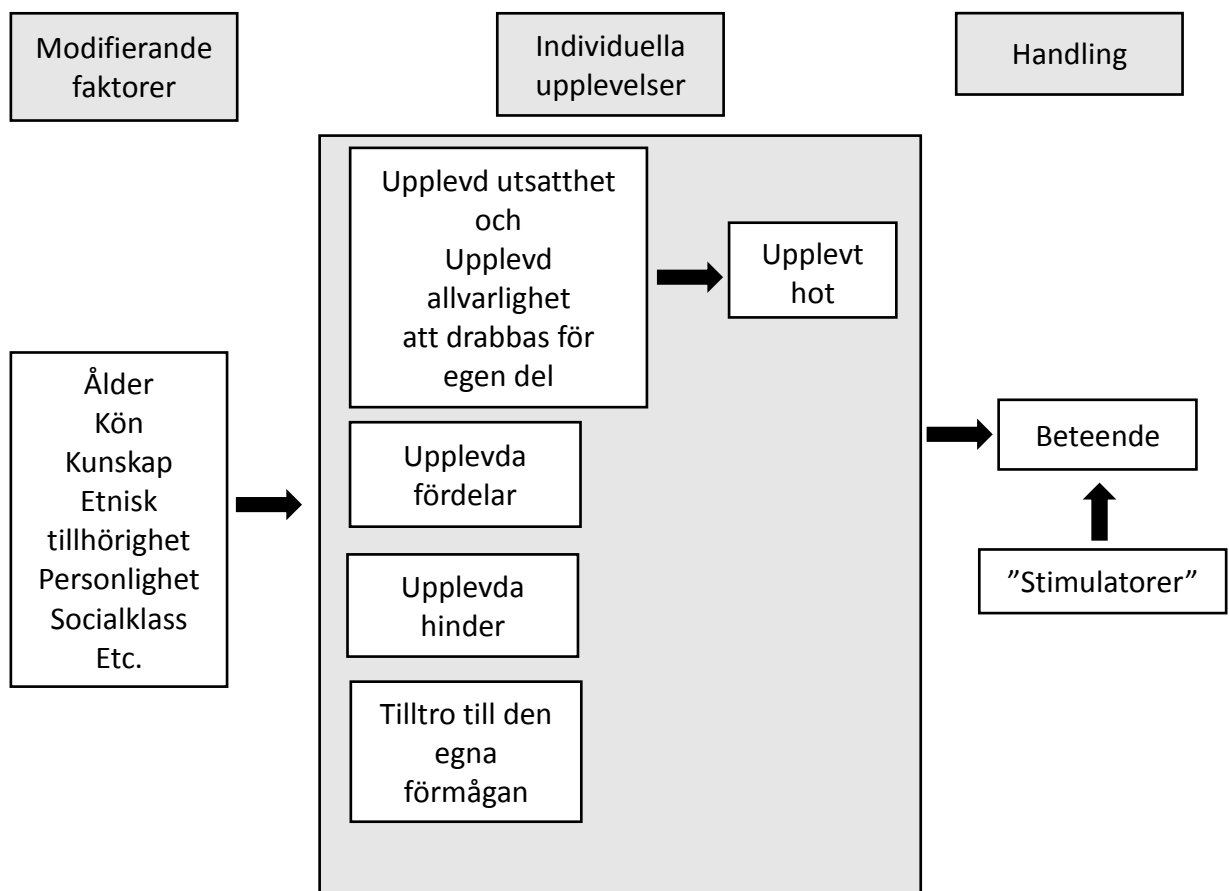 Modifierande
faktorer
Individuella
upplevelser
Handling
Upplevd utsatthet
och
Upplevd
allvarlighet
att drabbas för
egen del
Upplevt
hot
Ålder
Kön
Kunskap
Etnisk
tillhörighet
Personlighet
Socialklass
Etc.
Upplevda
fördelar
Upplevda
hinder
Tilltro till den
egna
förmågan
Beteende
”Stimulatorer”